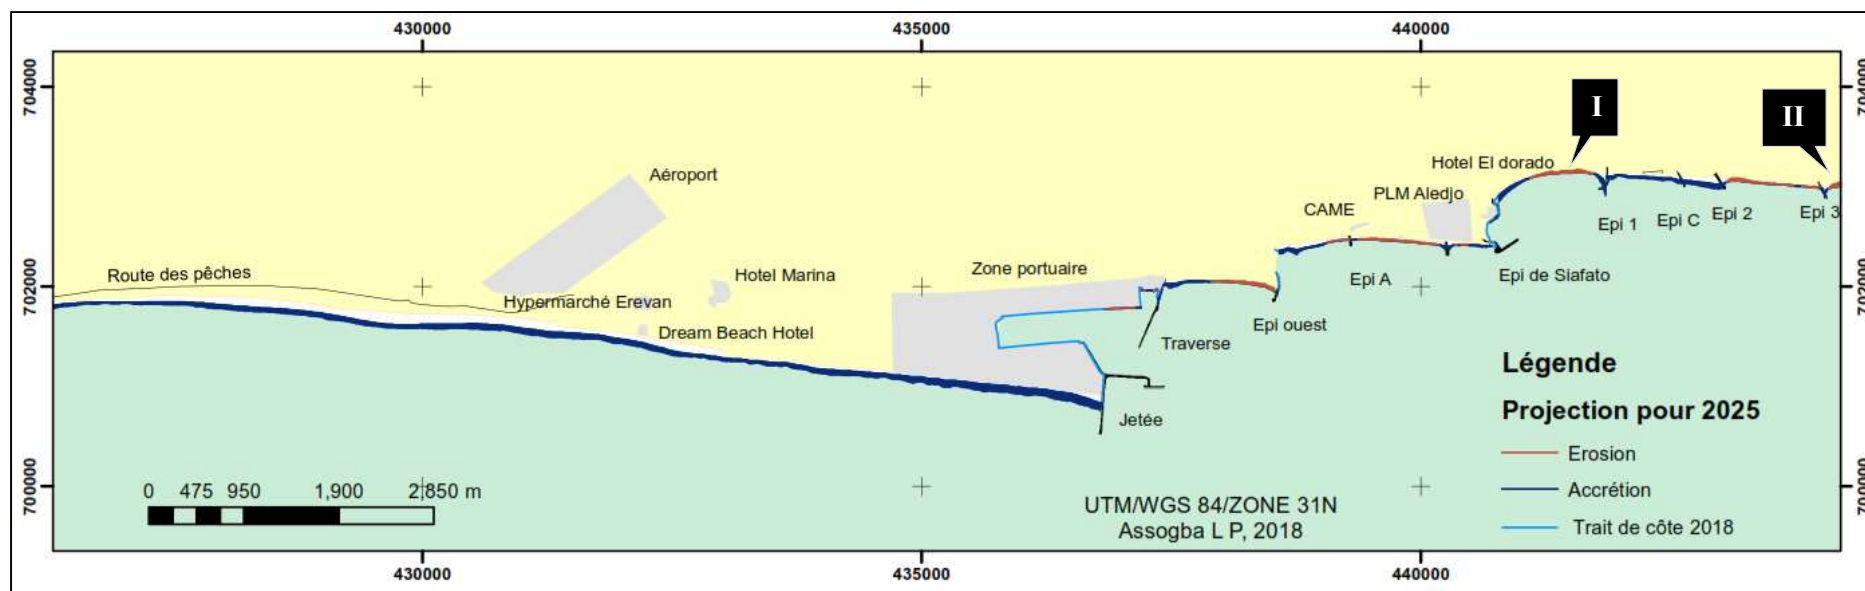 430000
435000
440000
704000
704000
I
II
Hotel El dorado
Aéroport
PLM Aledjo
CAME
Epi 1
Epi C
Epi 2
Epi 3
Route des pêches
Hotel Marina
Zone portuaire
Epi A
Epi de Siafato
702000
702000
Hypermarché Erevan
Dream Beach Hotel
Epi ouest
Traverse
Légende
Jetée
Projection pour 2025
Erosion
0 475 950 1,900 2,850 m
Accrétion
700000
700000
UTM/WGS 84/ZONE 31N
Assogba L P, 2018
Trait de côte 2018
430000
435000
440000